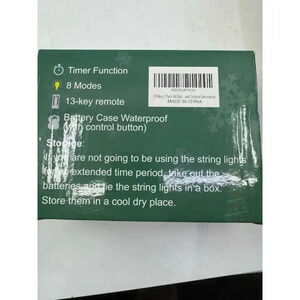 Timer Function
8 Modes
13-key remote
Battery Case Waterproof
(with control button)
MADE IN CHINA
Storage:
If you are not going to be using the string lights
for an extended time period, take out the
batteries and tie the string lights in a box.
Store them in a cool dry place.